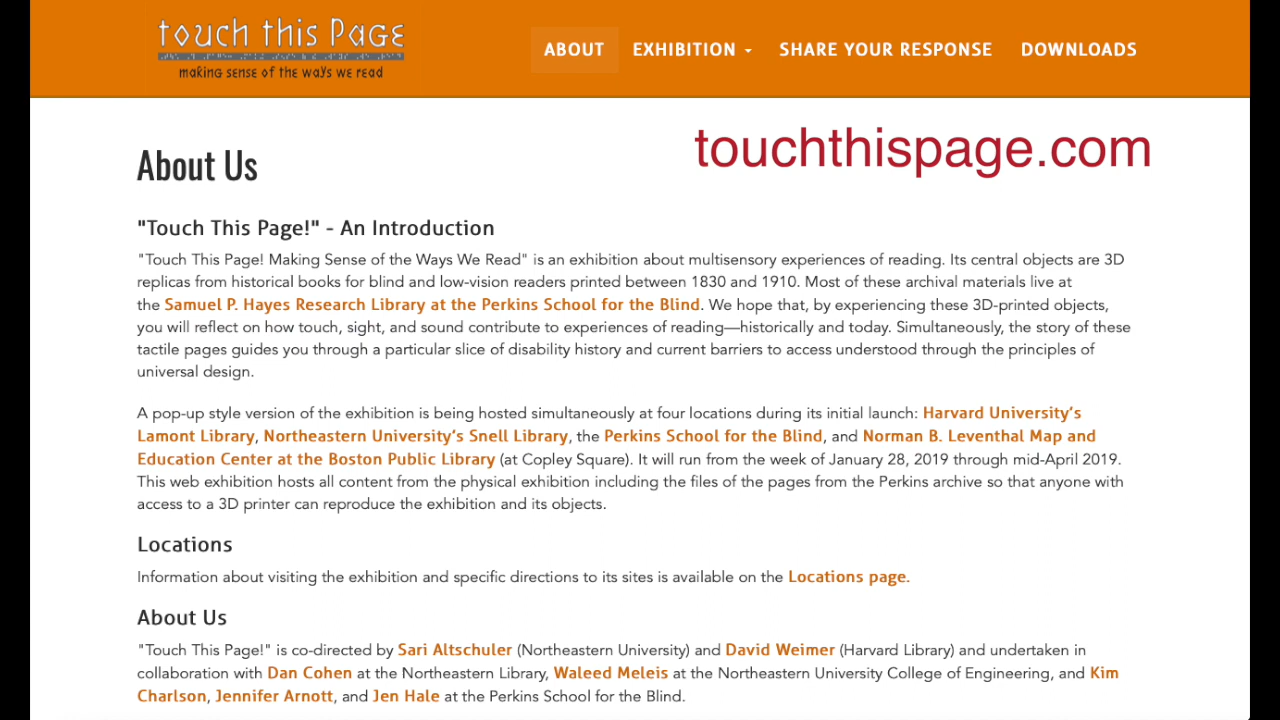 touch this Page
making sense of the ways we read
ABOUT EXHIBITION SHARE YOUR RESPONSE DOWNLOADS
touchthispage.com
About Us
"Touch This Page!" - An Introduction
"Touch This Page! Making Sense of the Ways We Read" is an exhibition about multisensory experiences of reading. Its central objects are 3D
replicas from historical books for blind and low-vision readers printed between 1830 and 1910. Most of these archival materials live at
the Samuel P. Hayes Research Library at the Perkins School for the Blind. We hope that, by experiencing these 3D-printed objects,
you will reflect on how touch, sight, and sound contribute to experiences of reading—historically and today. Simultaneously, the story of these
tactile pages guides you through a particular slice of disability history and current barriers to access understood through the principles of
universal design.
A pop-up style version of the exhibition is being hosted simultaneously at four locations during its initial launch: Harvard University's
Lamont Library, Northeastern University's Snell Library, the Perkins School for the Blind, and Norman B. Leventhal Map and
Education Center at the Boston Public Library (at Copley Square). It will run from the week of January 28, 2019 through mid-April 2019.
This web exhibition hosts all content from the physical exhibition including the files of the pages from the Perkins archive so that anyone with
access to a 3D printer can reproduce the exhibition and its objects.
Locations
Information about visiting the exhibition and specific directions to its sites is available on the Locations page.
About Us
"Touch This Page!" is co-directed by Sari Altschuler (Northeastern University) and David Weimer (Harvard Library) and undertaken in
collaboration with Dan Cohen at the Northeastern Library, Waleed Meleis at the Northeastern University College of Engineering, and Kim
Charlson, Jennifer Arnott, and Jen Hale at the Perkins School for the Blind.